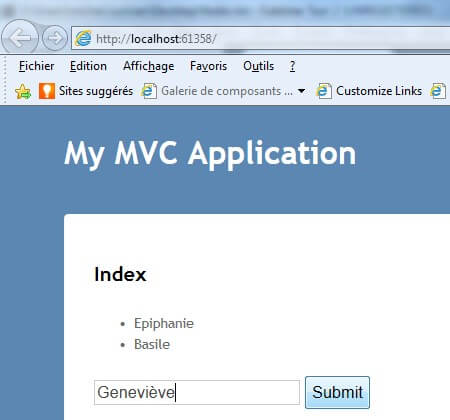 http://localhost:61358/
Fichier Edition Affichage Favoris Outils ?
Sites suggérés Galerie de composants ... Customize Links
My MVC Application
Index
Epiphanie
Basile
Geneviève Submit